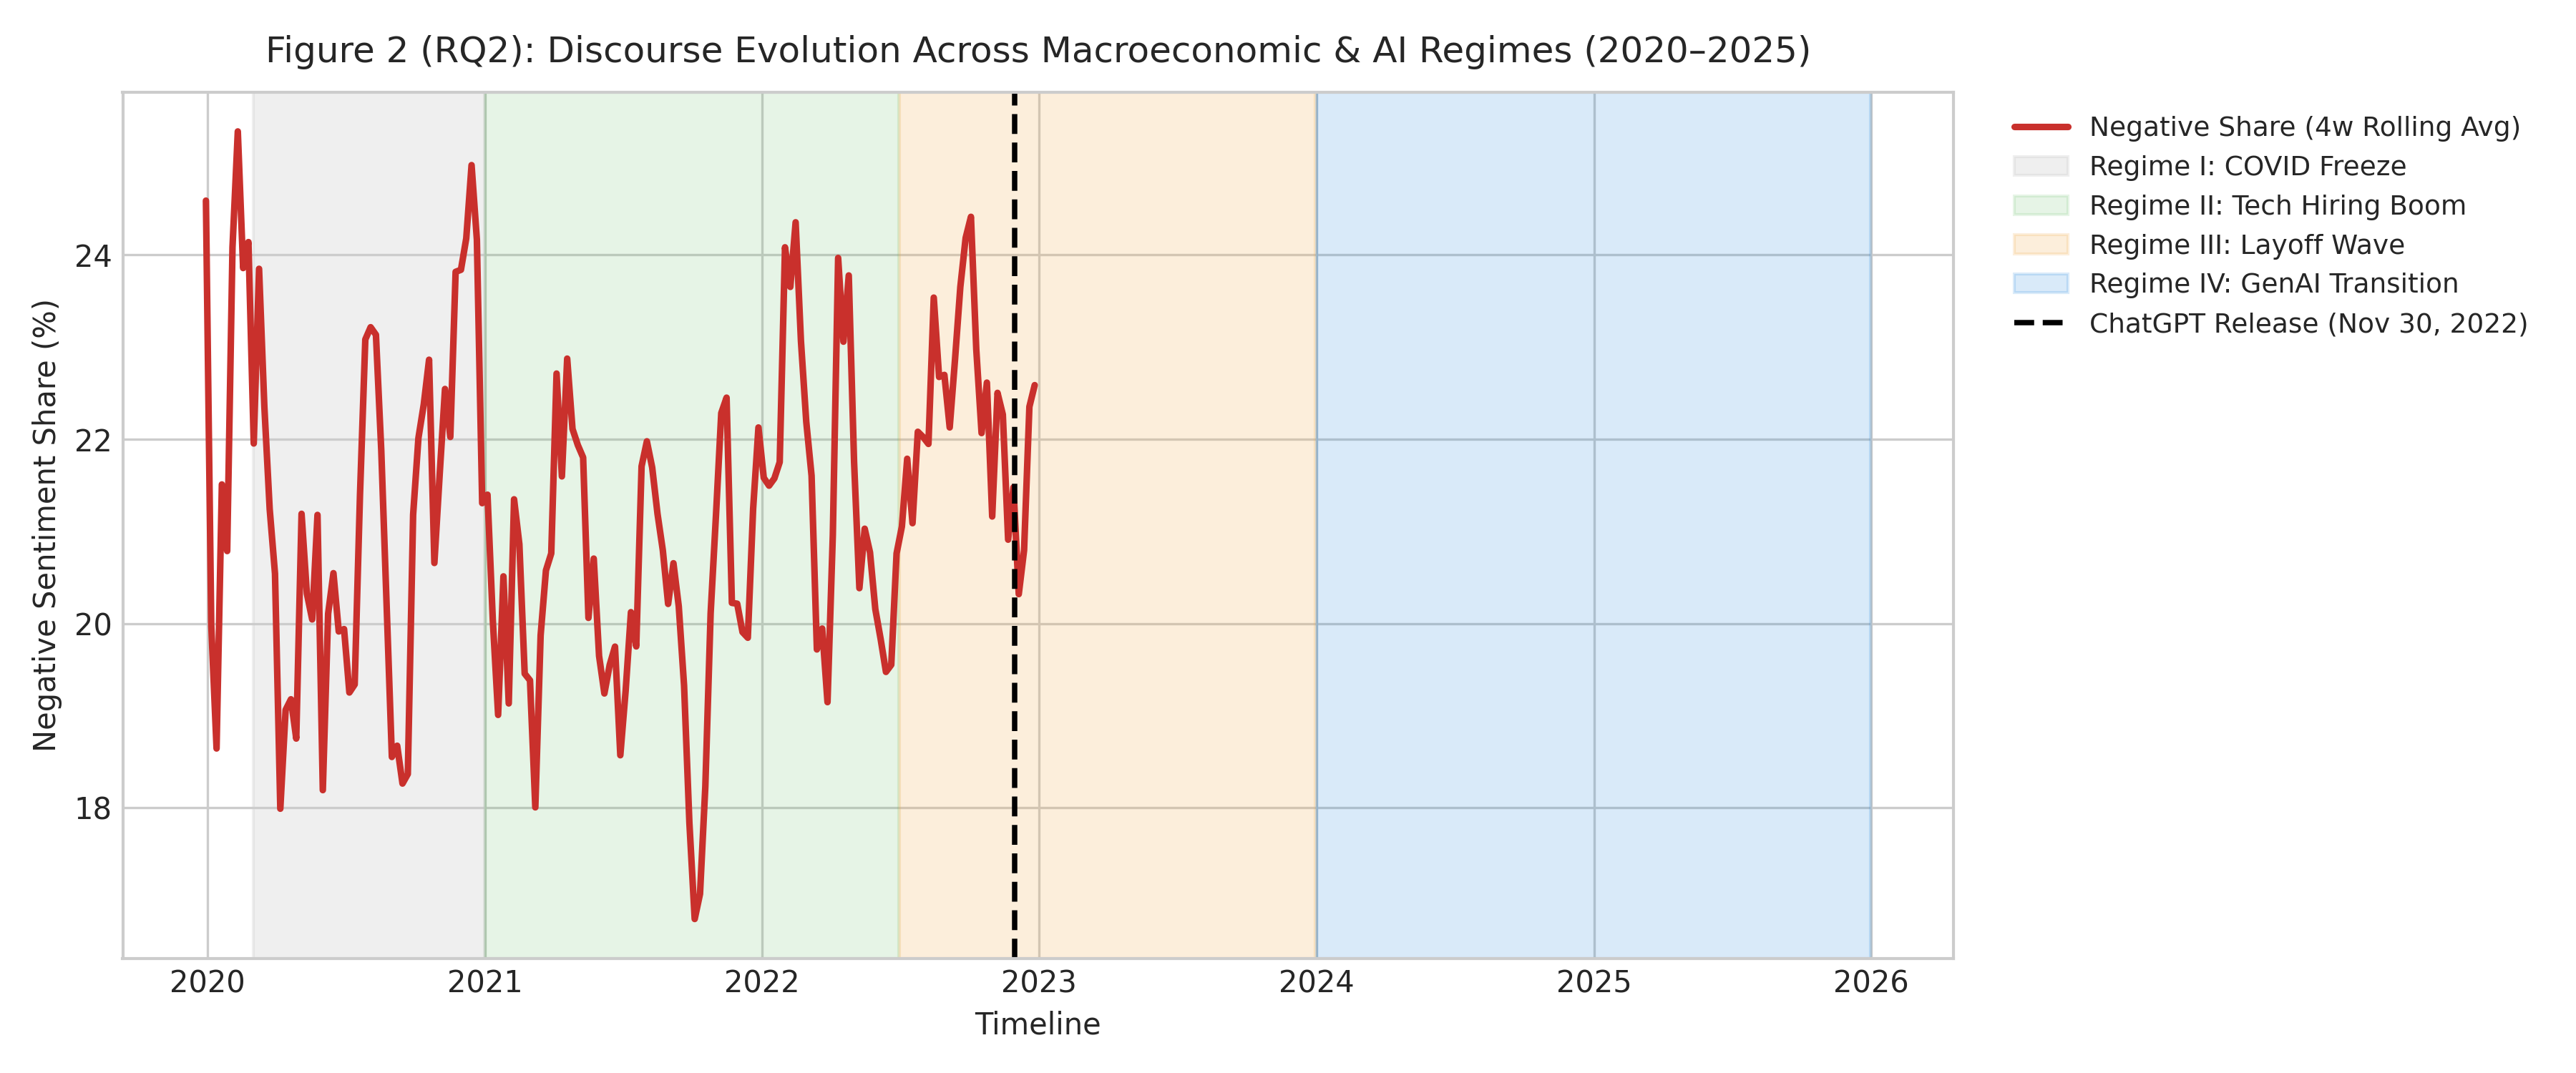 Figure 2 (RQ2): Discourse Evolution Across Macroeconomic & AI Regimes (2020–2025)
Negative Share (4w Rolling Avg)
Regime I: COVID Freeze
Regime II: Tech Hiring Boom
Regime III: Layoff Wave
Regime IV: GenAI Transition
ChatGPT Release (Nov 30, 2022)
Negative Sentiment Share (%)
24
22
20
18
2020 2021 2022 2023 2024 2025 2026
Timeline